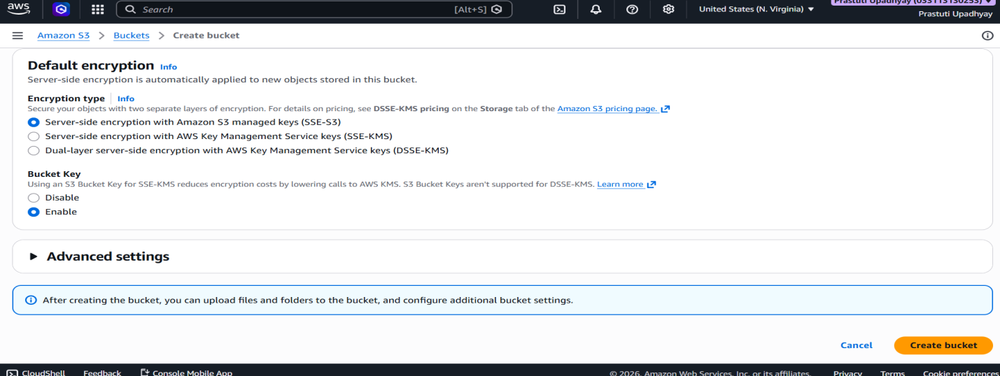 aws
Search [Alt+S]
United States (N. Virginia)
Prastuti Upadhyay
Prastuti Upadhyay
Amazon S3 > Buckets > Create bucket
Default encryption Info
Server-side encryption is automatically applied to new objects stored in this bucket.
Encryption type Info
Secure your objects with two separate layers of encryption. For details on pricing, see DSSE-KMS pricing on the Storage tab of the Amazon S3 pricing page.
Server-side encryption with Amazon S3 managed keys (SSE-S3)
Server-side encryption with AWS Key Management Service keys (SSE-KMS)
Dual-layer server-side encryption with AWS Key Management Service keys (DSSE-KMS)
Bucket Key
Using an S3 Bucket Key for SSE-KMS reduces encryption costs by lowering calls to AWS KMS. S3 Bucket Keys aren't supported for DSSE-KMS. Learn more
Disable
Enable
Advanced settings
After creating the bucket, you can upload files and folders to the bucket, and configure additional bucket settings.
Cancel
Create bucket
CloudShell Feedback Console Mobile App
© 2026, Amazon Web Services, Inc. or its affiliates. Privacy Terms Cookie preferences